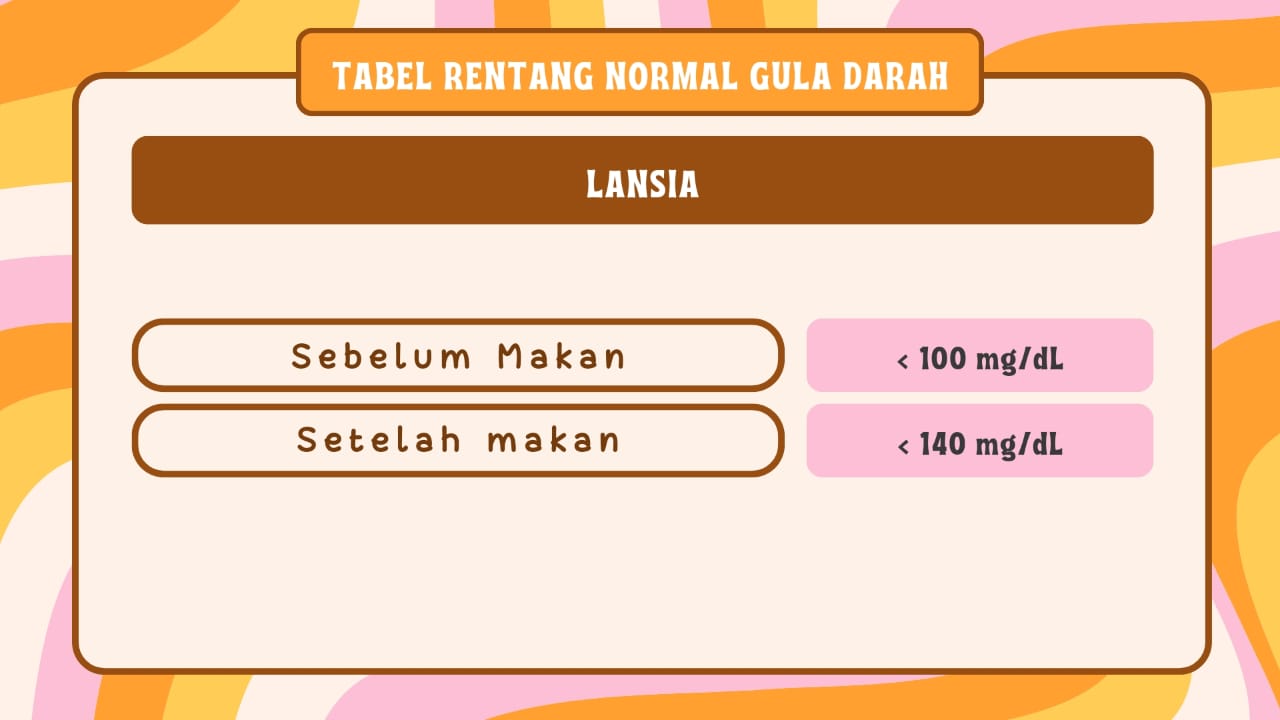 TABEL RENTANG NORMAL GULA DARAH
LANSIA
Sebelum Makan
< 100 mg/dL
Setelah makan
< 140 mg/dL